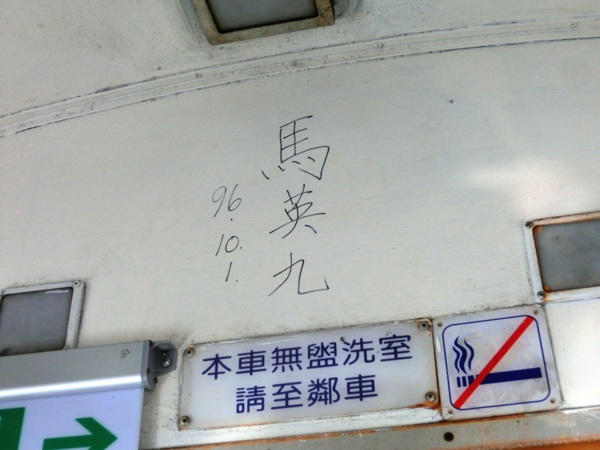 馬英九
96.
10.
1.
本車無盥洗室
請至鄰車